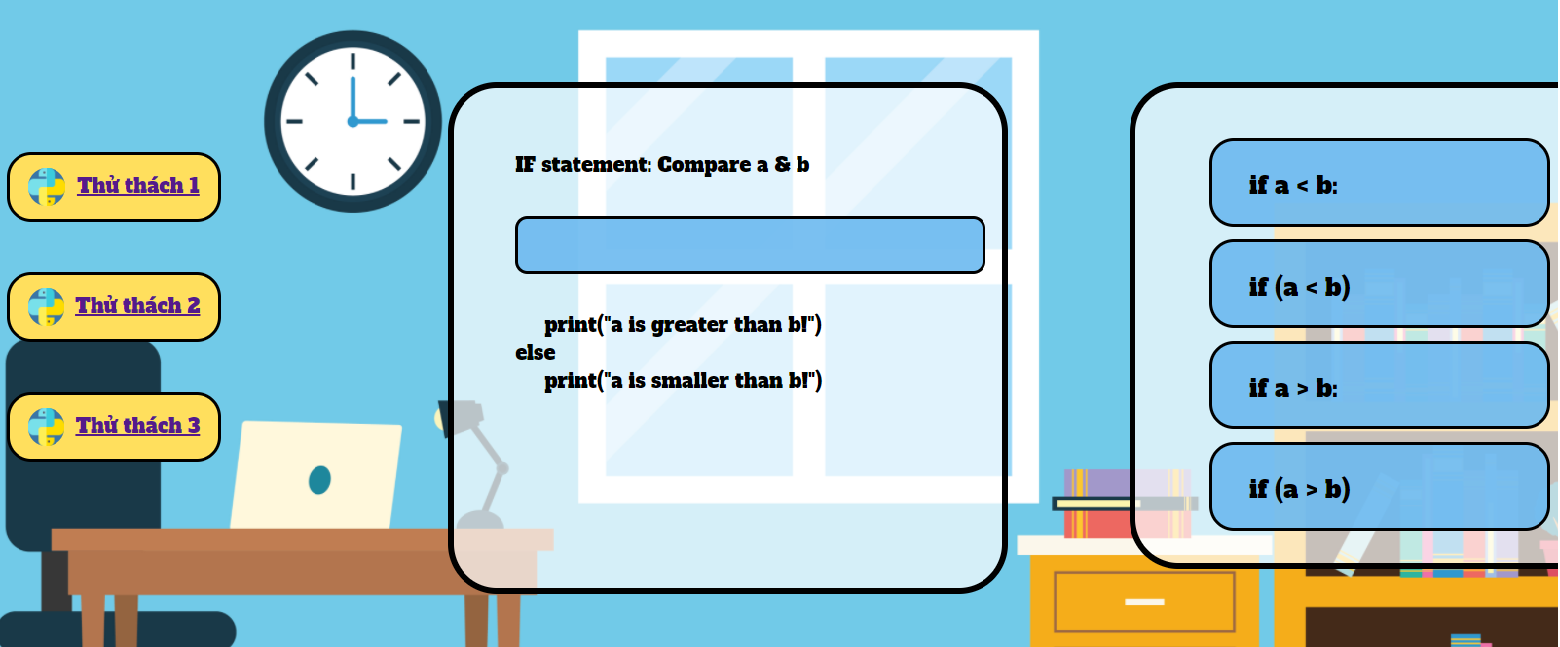 Thử thách 1
Thử thách 2
Thử thách 3
IF statement: Compare a & b
print("a is greater than b!")
else
print("a is smaller than b!")
if a < b:
if (a < b)
if a > b:
if (a > b)